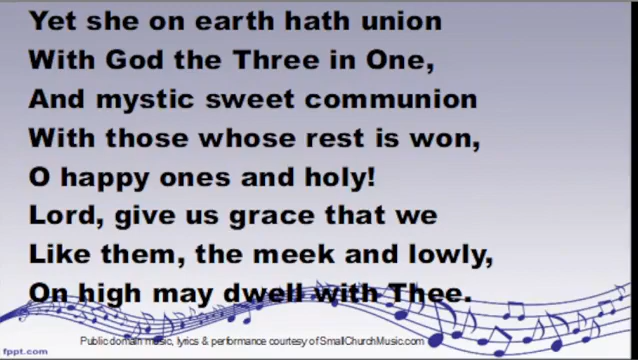 Yet she on earth hath union
With God the Three in One,
And mystic sweet communion
With those whose rest is won,
O happy ones and holy!
Lord, give us grace that we
Like them, the meek and lowly,
On high may dwell with Thee.
Public domain music, lyrics & performance courtesy of SmallChurchMusic.com
fppt.com